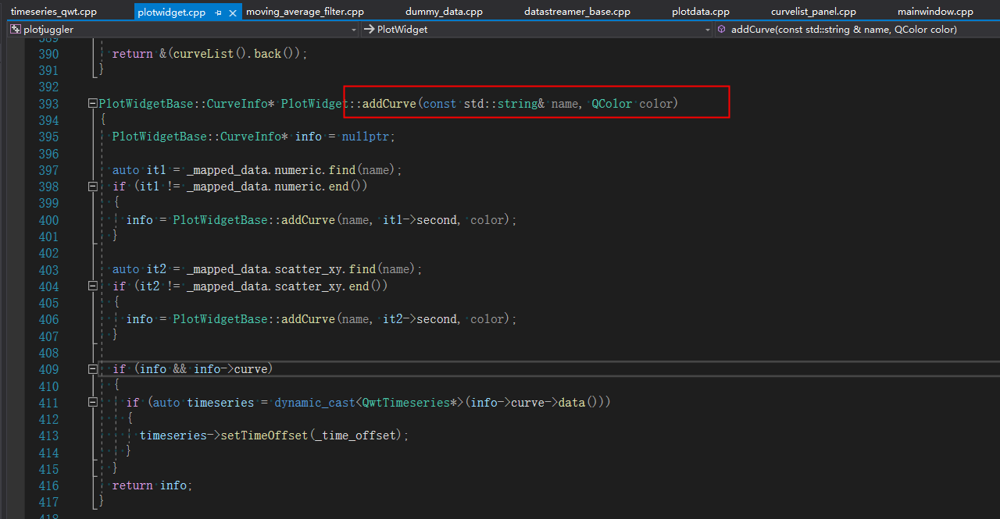 timeseries_qwt.cpp plotwidget.cpp moving_average_filter.cpp dummy_data.cpp datastreamer_base.cpp plotdata.cpp curvelist_panel.cpp mainwindow.cpp
plotjuggler PlotWidget addCurve(const std::string & name, QColor color)
389
390 return &(curveList().back());
391 }
392
393 PlotWidgetBase::CurveInfo* PlotWidget::addCurve(const std::string& name, QColor color)
394 {
395 PlotWidgetBase::CurveInfo* info = nullptr;
396
397 auto it1 = _mapped_data.numeric.find(name);
398 if (it1 != _mapped_data.numeric.end())
399 {
400 info = PlotWidgetBase::addCurve(name, it1->second, color);
401 }
402
403 auto it2 = _mapped_data.scatter_xy.find(name);
404 if (it2 != _mapped_data.scatter_xy.end())
405 {
406 info = PlotWidgetBase::addCurve(name, it2->second, color);
407 }
408
409 if (info && info->curve)
410 {
411 if (auto timeseries = dynamic_cast<QwtTimeseries*>(info->curve->data()))
412 {
413 timeseries->setTimeOffset(_time_offset);
414 }
415 }
416 return info;
417 }
418